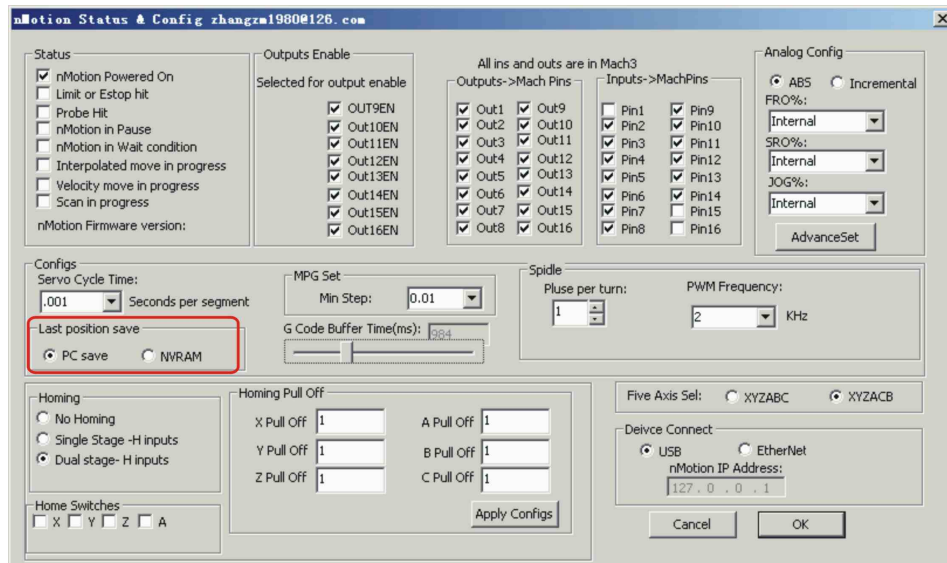 nMotion Status & Config zhangzm1980@126.com
Status
nMotion Powered On
Limit or Estop hit
Probe Hit
nMotion in Pause
nMotion in Wait condition
Interpolated move in progress
Velocity move in progress
Scan in progress
nMotion Firmware version:
Outputs Enable
Selected for output enable
OUT9EN
Out10EN
Out11EN
Out12EN
Out13EN
Out14EN
Out15EN
Out16EN
All ins and outs are in Mach3
Outputs->Mach Pins
Out1 Out9
Out2 Out10
Out3 Out11
Out4 Out12
Out5 Out13
Out6 Out14
Out7 Out15
Out8 Out16
Inputs->MachPins
Pin1 Pin9
Pin2 Pin10
Pin3 Pin11
Pin4 Pin12
Pin5 Pin13
Pin6 Pin14
Pin7 Pin15
Pin8 Pin16
Analog Config
ABS Incremental
FRO%:
Internal
SRO%:
Internal
JOG%:
Internal
AdvanceSet
Configs
Servo Cycle Time:
.001 Seconds per segment
Last position save
PC save NVRAM
MPG Set
Min Step: 0.01
G Code Buffer Time(ms): 984
Spidle
Pluse per turn:
1
PWM Frequency:
2 KHz
Homing
No Homing
Single Stage -H inputs
Dual stage- H inputs
Home Switches
X Y Z A
Homing Pull Off
X Pull Off 1 A Pull Off 1
Y Pull Off 1 B Pull Off 1
Z Pull Off 1 C Pull Off 1
Apply Configs
Five Axis Sel: XYZABC XYZACB
Deivce Connect
USB EtherNet
nMotion IP Address:
127 . 0 . 0 . 1
Cancel OK